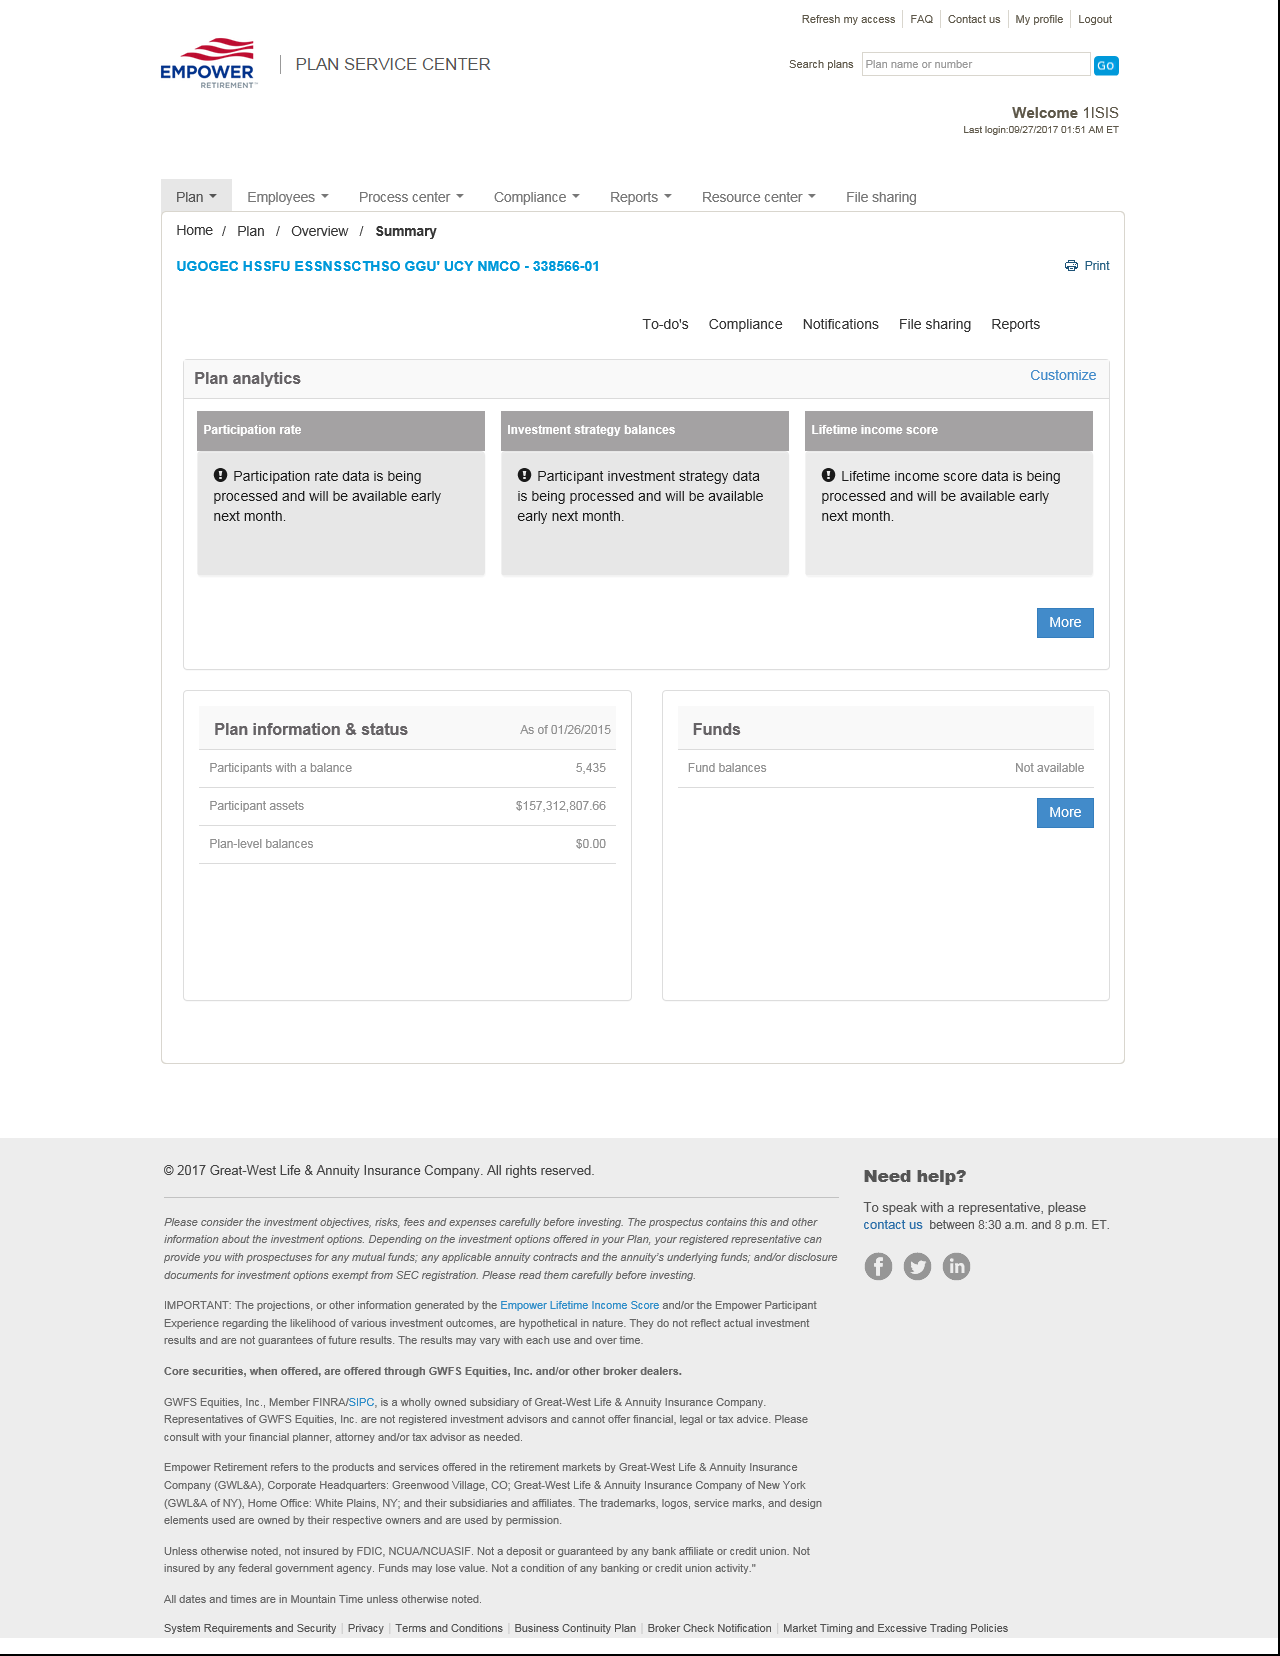 Refresh my access
FAQ
Contact us
My profile
Logout
EMPOWER
RETIREMENT™
PLAN SERVICE CENTER
Search plans
Plan name or number
GO
Welcome 1ISIS
Last login:09/27/2017 01:51 AM ET
Plan
Employees
Process center
Compliance
Reports
Resource center
File sharing
Home / Plan / Overview / Summary
UGOGEC HSSFU ESSNSSCTHSO GGU' UCY NMCO - 338566-01
Print
To-do's
Compliance
Notifications
File sharing
Reports
Plan analytics
Customize
Participation rate
Participation rate data is being
processed and will be available early
next month.
Investment strategy balances
Participant investment strategy data
is being processed and will be available
early next month.
Lifetime income score
Lifetime income score data is being
processed and will be available early
next month.
More
Plan information & status
As of 01/26/2015
Participants with a balance
5,435
Participant assets
$157,312,807.66
Plan-level balances
$0.00
Funds
Fund balances
Not available
More
© 2017 Great-West Life & Annuity Insurance Company. All rights reserved.
Please consider the investment objectives, risks, fees and expenses carefully before investing. The prospectus contains this and other
information about the investment options. Depending on the investment options offered in your Plan, your registered representative can
provide you with prospectuses for any mutual funds; any applicable annuity contracts and the annuity's underlying funds; and/or disclosure
documents for investment options exempt from SEC registration. Please read them carefully before investing.
IMPORTANT: The projections, or other information generated by the Empower Lifetime Income Score and/or the Empower Participant
Experience regarding the likelihood of various investment outcomes, are hypothetical in nature. They do not reflect actual investment
results and are not guarantees of future results. The results may vary with each use and over time.
Core securities, when offered, are offered through GWFS Equities, Inc. and/or other broker dealers.
GWFS Equities, Inc., Member FINRA/SIPC, is a wholly owned subsidiary of Great-West Life & Annuity Insurance Company.
Representatives of GWFS Equities, Inc. are not registered investment advisors and cannot offer financial, legal or tax advice. Please
consult with your financial planner, attorney and/or tax advisor as needed.
Empower Retirement refers to the products and services offered in the retirement markets by Great-West Life & Annuity Insurance
Company (GWL&A), Corporate Headquarters: Greenwood Village, CO; Great-West Life & Annuity Insurance Company of New York
(GWL&A of NY), Home Office: White Plains, NY; and their subsidiaries and affiliates. The trademarks, logos, service marks, and design
elements used are owned by their respective owners and are used by permission.
Unless otherwise noted, not insured by FDIC, NCUA/NCUASIF. Not a deposit or guaranteed by any bank affiliate or credit union. Not
insured by any federal government agency. Funds may lose value. Not a condition of any banking or credit union activity."
All dates and times are in Mountain Time unless otherwise noted.
Need help?
To speak with a representative, please
contact us between 8:30 a.m. and 8 p.m. ET.
System Requirements and Security | Privacy | Terms and Conditions | Business Continuity Plan | Broker Check Notification | Market Timing and Excessive Trading Policies